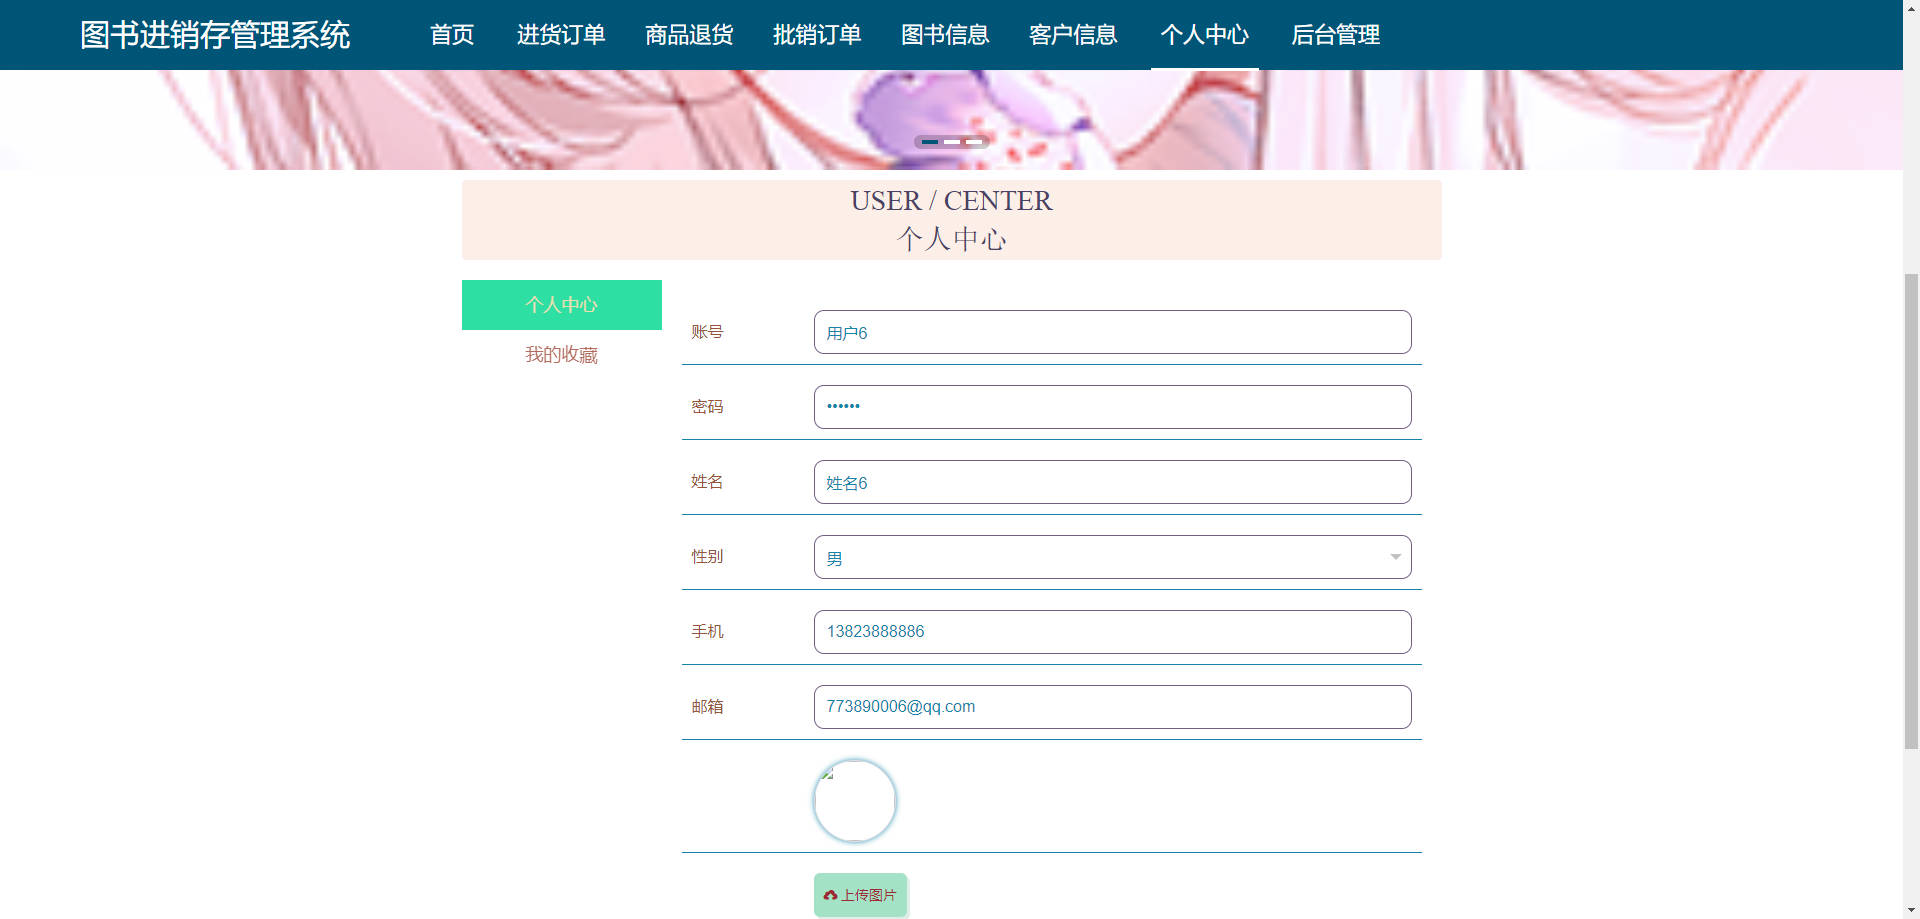 图书进销存管理系统 首页 进货订单 商品退货 批销订单 图书信息 客户信息 个人中心 后台管理
USER / CENTER
个人中心
个人中心
我的收藏
账号 用户6
密码 ••••••
姓名 姓名6
性别 男
手机 13823888886
邮箱 773890006@qq.com
上传图片